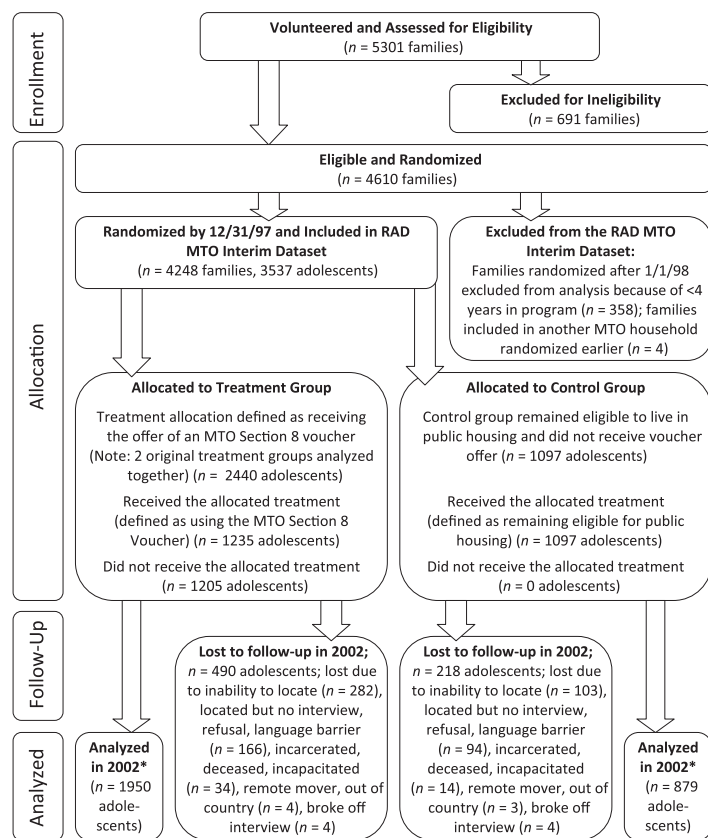 Enrollment
Volunteered and Assessed for Eligibility
(n = 5301 families)
Excluded for Ineligibility
(n = 691 families)
Allocation
Eligible and Randomized
(n = 4610 families)
Randomized by 12/31/97 and Included in RAD
MTO Interim Dataset
(n = 4248 families, 3537 adolescents)
Excluded from the RAD MTO
Interim Dataset:
Families randomized after 1/1/98
excluded from analysis because of <4
years in program (n = 358); families
included in another MTO household
randomized earlier (n = 4)
Allocated to Treatment Group
Treatment allocation defined as receiving
the offer of an MTO Section 8 voucher
(Note: 2 original treatment groups analyzed
together) (n = 2440 adolescents)
Received the allocated treatment
(defined as using the MTO Section 8
Voucher) (n = 1235 adolescents)
Did not receive the allocated treatment
(n = 1205 adolescents)
Allocated to Control Group
Control group remained eligible to live in
public housing and did not receive voucher
offer (n = 1097 adolescents)
Received the allocated treatment
(defined as remaining eligible for public
housing) (n = 1097 adolescents)
Did not receive the allocated treatment
(n = 0 adolescents)
Follow-Up
Lost to follow-up in 2002;
n = 490 adolescents; lost due
to inability to locate (n = 282),
located but no interview,
refusal, language barrier
(n = 166), incarcerated,
deceased, incapacitated
(n = 34), remote mover, out of
country (n = 4), broke off
interview (n = 4)
Lost to follow-up in 2002;
n = 218 adolescents; lost due
to inability to locate (n = 103),
located but no interview,
refusal, language barrier
(n = 94), incarcerated,
deceased, incapacitated
(n = 14), remote mover, out of
country (n = 3), broke off
interview (n = 4)
Analyzed
Analyzed
in 2002*
(n = 1950
adole-
scents)
Analyzed
in 2002*
(n = 879
adole-
scents)